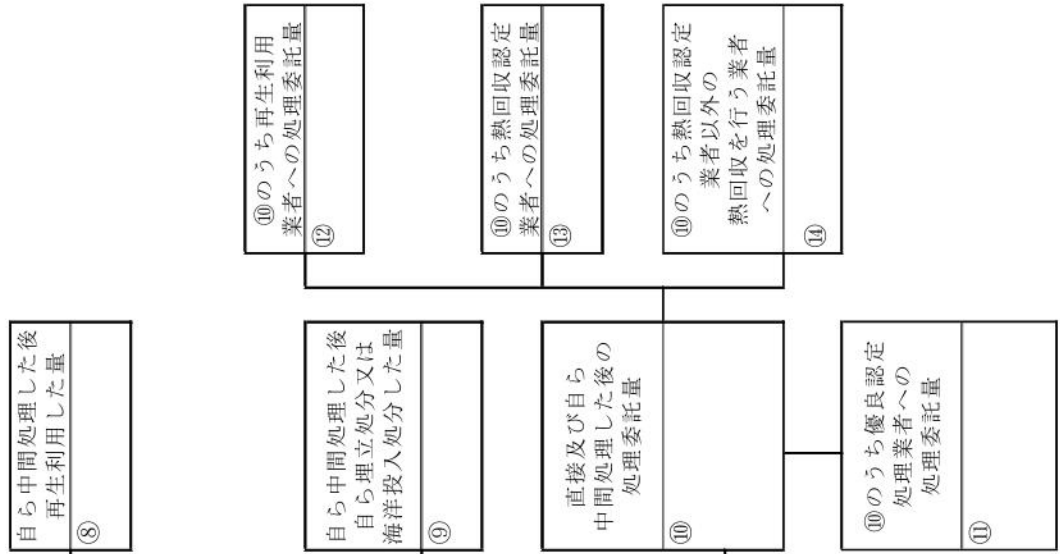 自ら中間処理した後
再生利用した量
⑧
自ら中間処理した後
自ら埋立処分又は
海洋投入処分した量
⑨
直接及び自ら
中間処理した後の
処理委託量
⑩
⑩のうち優良認定
処理業者への
処理委託量
⑪
⑩のうち再生利用
業者への処理委託量
⑫
⑩のうち熱回収認定
業者への処理委託量
⑬
⑩のうち熱回収認定
業者以外の
熱回収を行う業者
への処理委託量
⑭